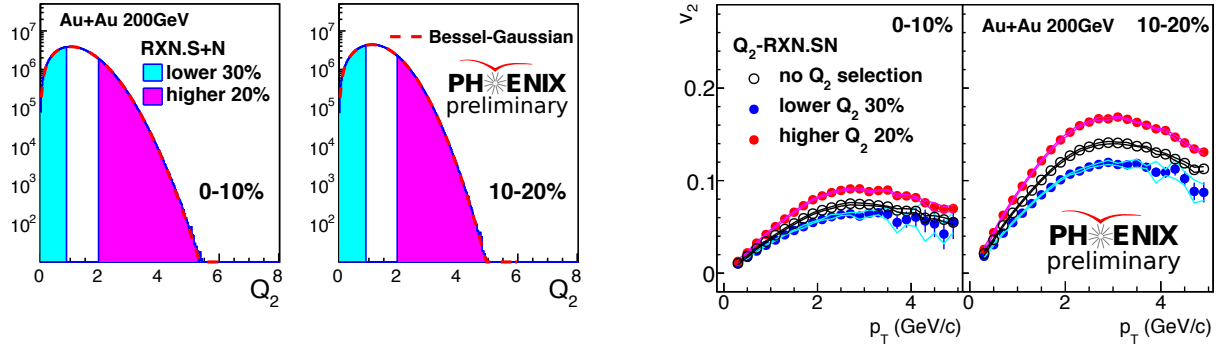 Au+Au 200GeV
RXN.S+N
lower 30%
higher 20%
0-10%
10^7
10^6
10^5
10^4
10^3
10^2
0 2 4 6 8
Q_2
Bessel-Gaussian
PHENIX
preliminary
10-20%
10^7
10^6
10^5
10^4
10^3
10^2
0 2 4 6 8
Q_2
v_2
0-10%
Q_2-RXN.SN
no Q_2 selection
lower Q_2 30%
higher Q_2 20%
0.2
0.1
0
0 2 4
p_T (GeV/c)
Au+Au 200GeV 10-20%
PHENIX
preliminary
0 2 4
p_T (GeV/c)